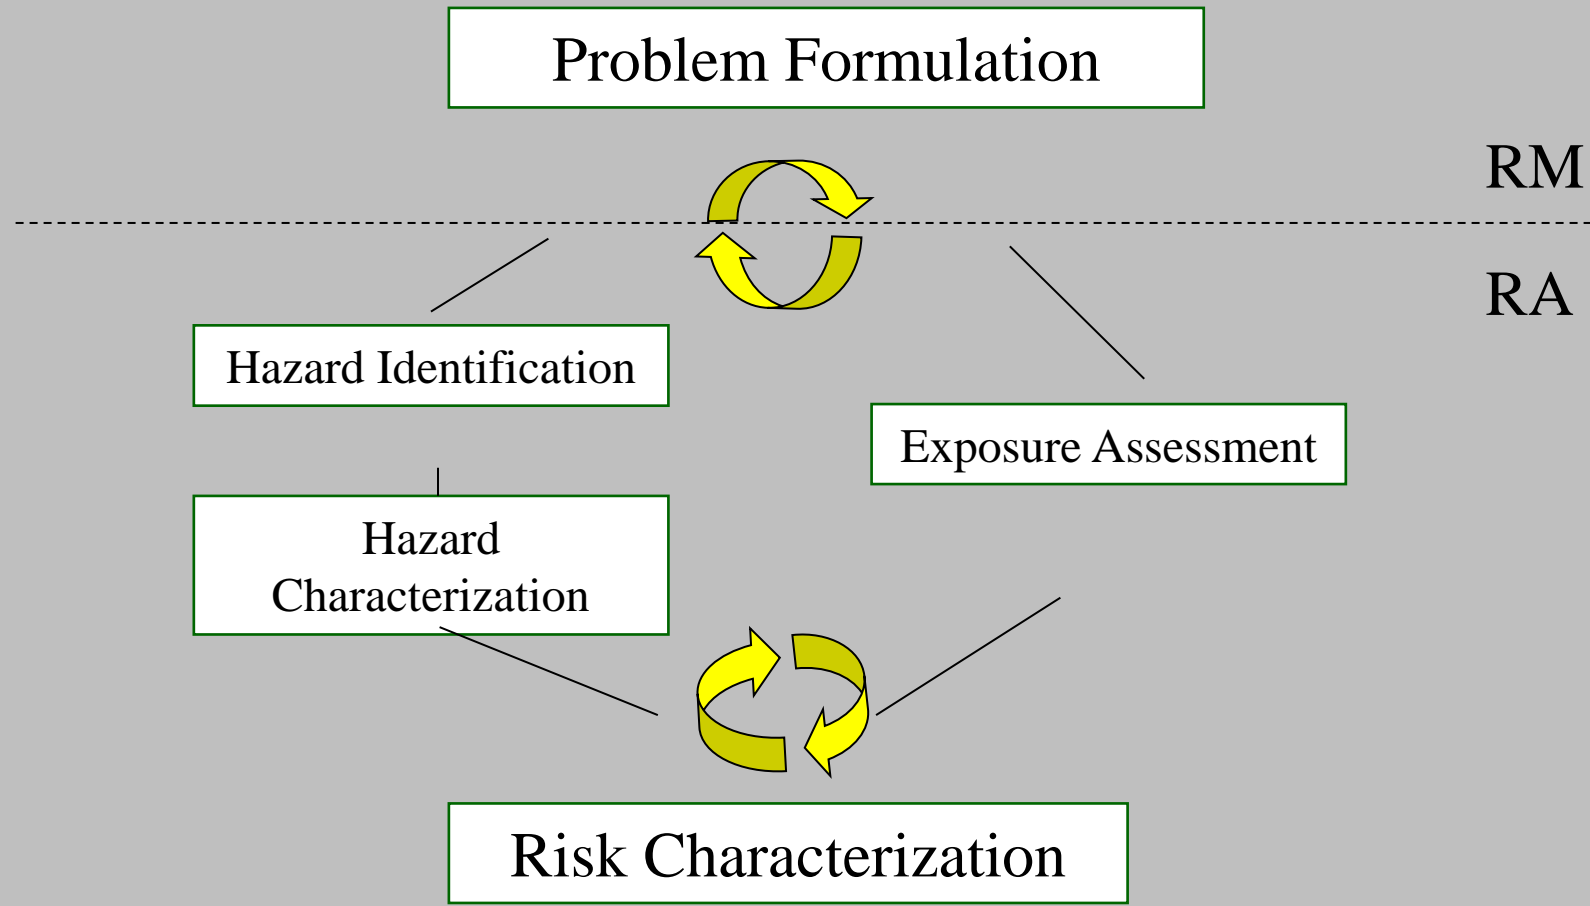 Problem Formulation
RM
RA
Hazard Identification
Exposure Assessment
Hazard
Characterization
Risk Characterization